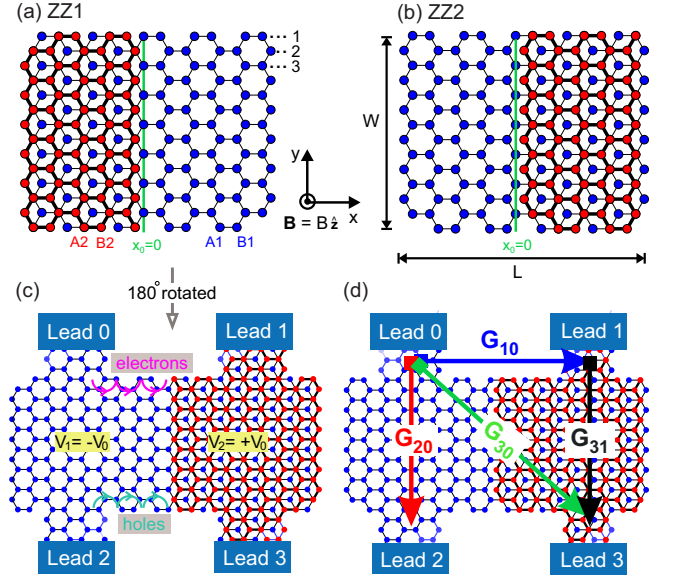 (a) ZZ1
(b) ZZ2
1
2
3
W
y
x
B = B ẑ
A2 B2
x₀=0
A1 B1
x₀=0
L
180° rotated
(c)
(d)
Lead 0
Lead 1
Lead 0
Lead 1
electrons
G₁₀
V₁ = -V₀
V₂ = +V₀
G₂₀
G₃₀
G₃₁
holes
Lead 2
Lead 3
Lead 2
Lead 3